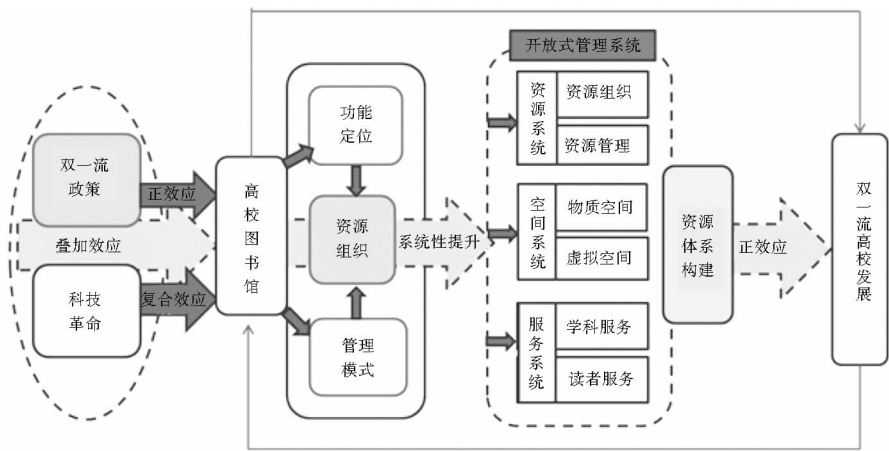 开放式管理系统
双一流
政策
正效应
叠加效应
科技
革命
复合效应
高校图书馆
功能
定位
资源
组织
管理
模式
系统性提升
资源系统
资源组织
资源管理
空间系统
物质空间
虚拟空间
服务系统
学科服务
读者服务
资源
体系
构建
正效应
双一流高校发展